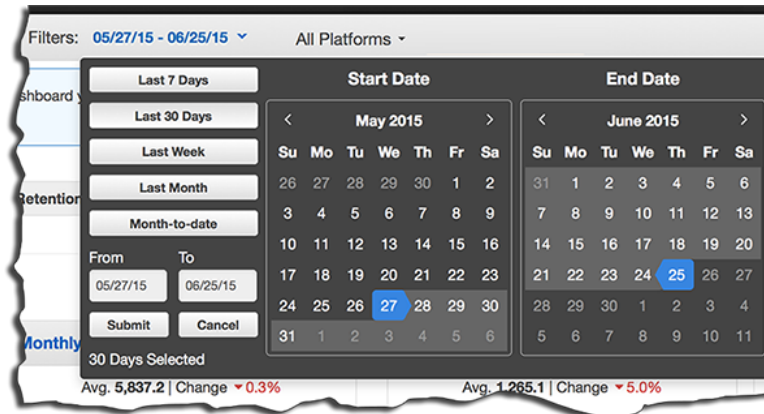 Filters: 05/27/15 - 06/25/15 All Platforms
shboard y
Last 7 Days
Last 30 Days
Last Week
Last Month
Month-to-date
From To
05/27/15 06/25/15
Submit Cancel
30 Days Selected
Start Date
May 2015
Su Mo Tu We Th Fr Sa
26 27 28 29 30 1 2
3 4 5 6 7 8 9
10 11 12 13 14 15 16
17 18 19 20 21 22 23
24 25 26 27 28 29 30
31 1 2 3 4 5 6
End Date
June 2015
Su Mo Tu We Th Fr Sa
31 1 2 3 4 5 6
7 8 9 10 11 12 13
14 15 16 17 18 19 20
21 22 23 24 25 26 27
28 29 30 1 2 3 4
5 6 7 8 9 10 11
Retention
Monthly
Avg. 5,837.2 | Change 0.3%
Avg. 1,265.1 | Change 5.0%